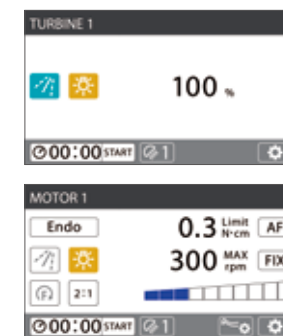 TURBINE 1
100 %
00:00 START 1
MOTOR 1
Endo 0.3 Limit N·cm AF
300 MAX rpm FIX
F 2:1
00:00 START 1